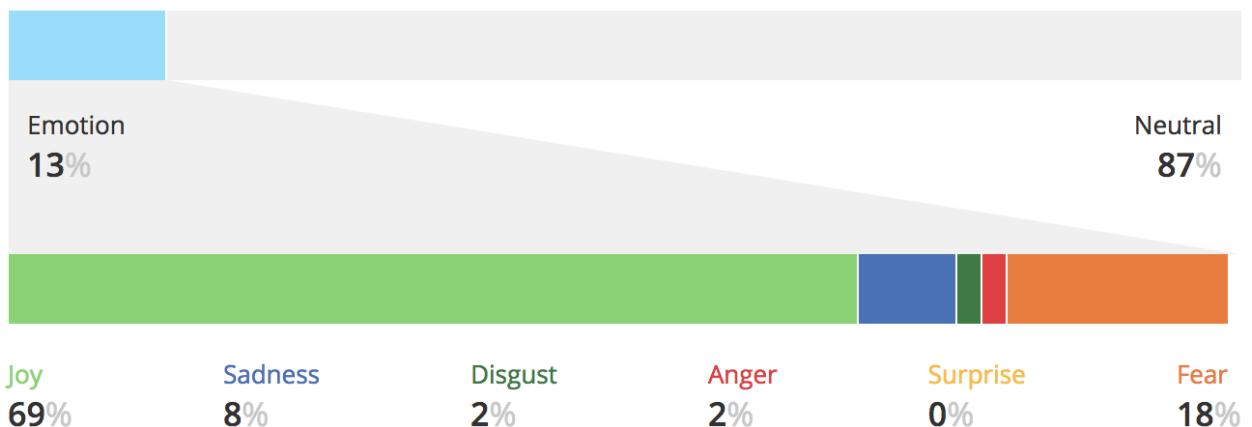 Emotion Neutral
13% 87%
Joy Sadness Disgust Anger Surprise Fear
69% 8% 2% 2% 0% 18%